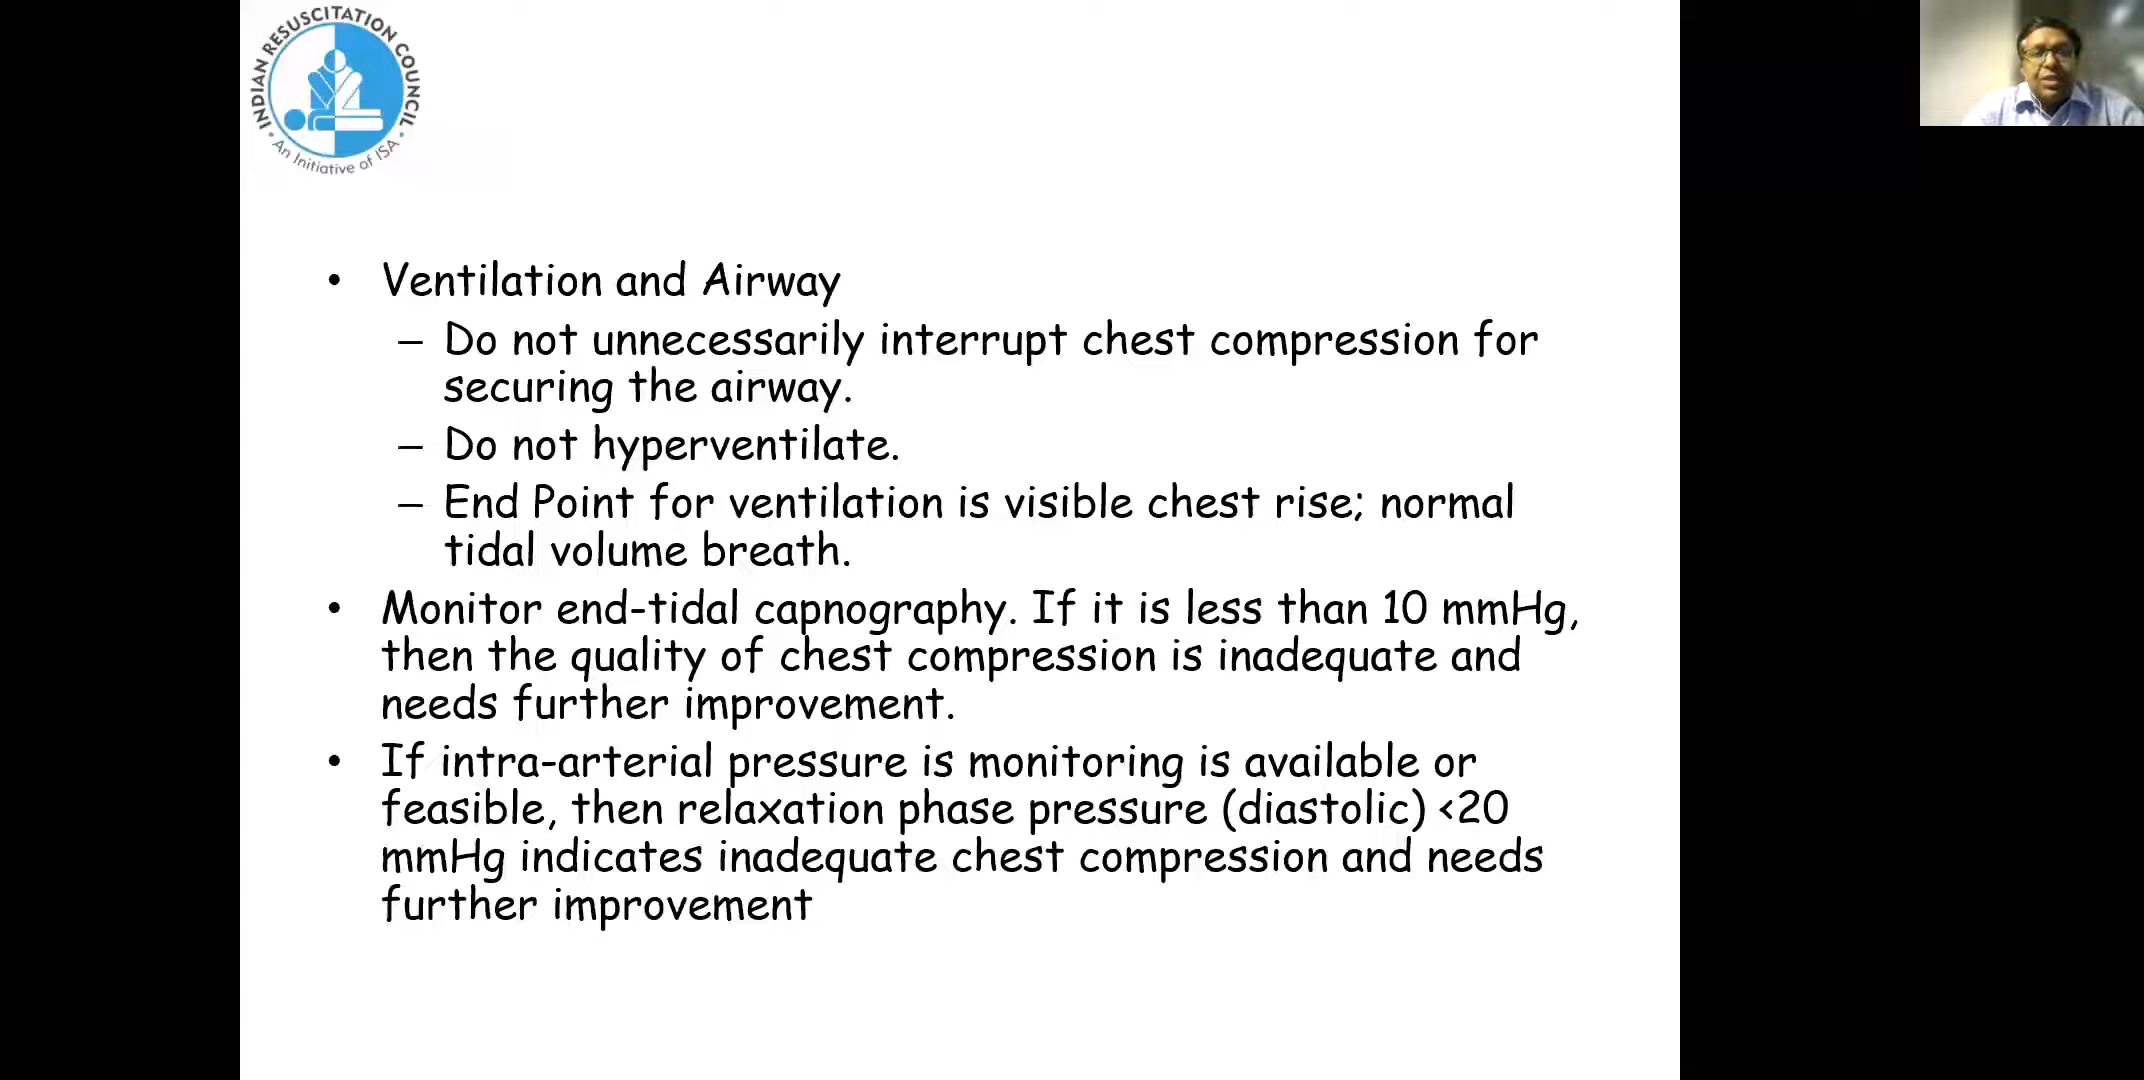 INDIAN RESUSCITATION COUNCIL
An Initiative of ISA
• Ventilation and Airway
– Do not unnecessarily interrupt chest compression for
securing the airway.
– Do not hyperventilate.
– End Point for ventilation is visible chest rise; normal
tidal volume breath.
• Monitor end-tidal capnography. If it is less than 10 mmHg,
then the quality of chest compression is inadequate and
needs further improvement.
• If intra-arterial pressure is monitoring is available or
feasible, then relaxation phase pressure (diastolic) <20
mmHg indicates inadequate chest compression and needs
further improvement